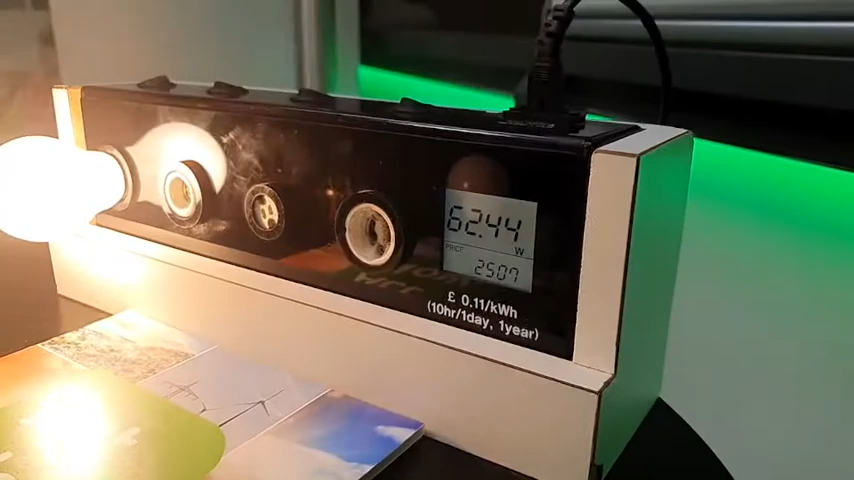 62.44
W
PRICE
25.07
£ 0.11/kWh
(10hr/1day, 1year)